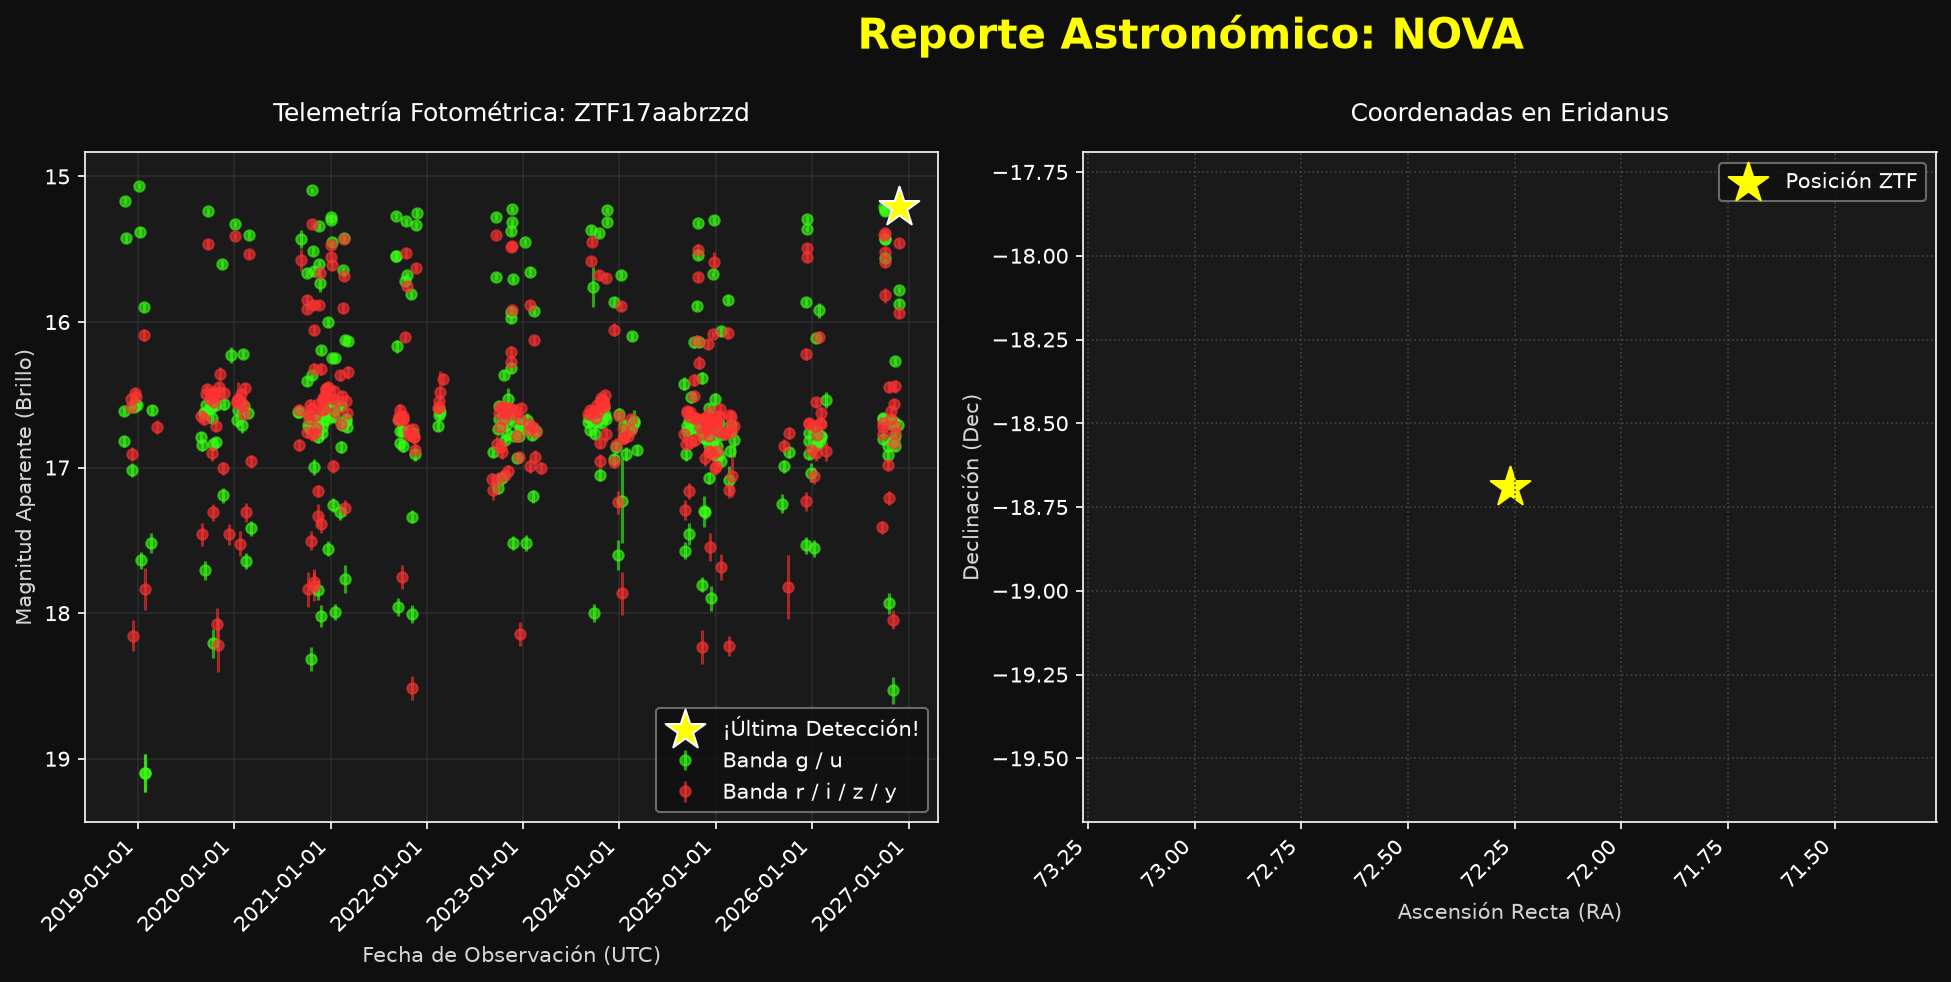 Reporte Astronómico: NOVA
Telemetría Fotométrica: ZTF17aabrzzd
Magnitud Aparente (Brillo)
15
16
17
18
19
¡Última Detección!
Banda g / u
Banda r / i / z / y
2019-01-01
2020-01-01
2021-01-01
2022-01-01
2023-01-01
2024-01-01
2025-01-01
2026-01-01
2027-01-01
Fecha de Observación (UTC)
Coordenadas en Eridanus
Declinación (Dec)
−17.75
−18.00
−18.25
−18.50
−18.75
−19.00
−19.25
−19.50
Posición ZTF
73.25
73.00
72.75
72.50
72.25
72.00
71.75
71.50
Ascensión Recta (RA)